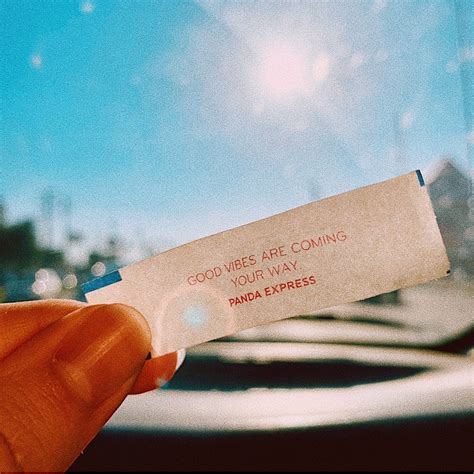 GOOD VIBES ARE COMING
YOUR WAY
PANDA EXPRESS